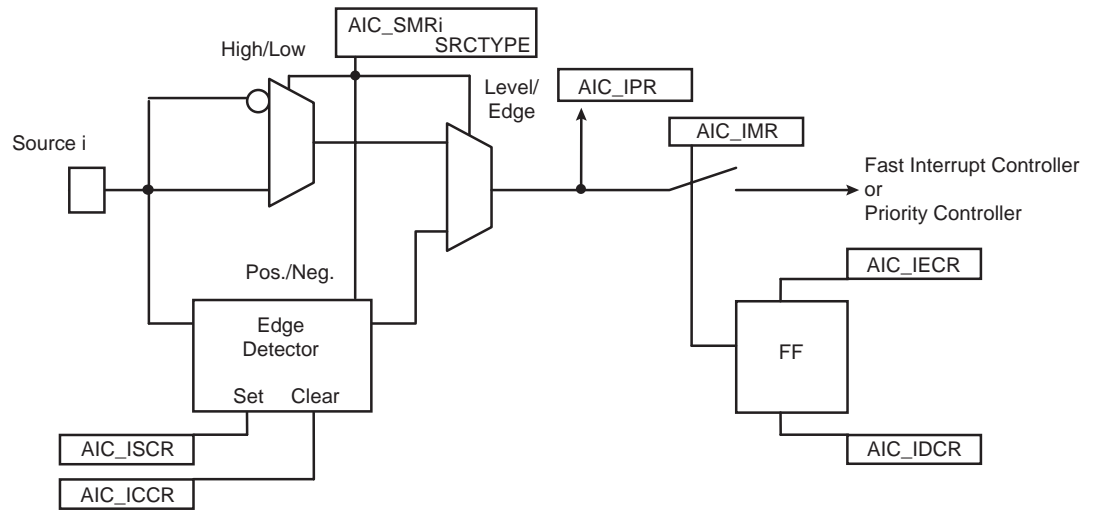 AIC_SMRi
SRCTYPE
High/Low
Level/
Edge
AIC_IPR
AIC_IMR
Source i
Fast Interrupt Controller
or
Priority Controller
Pos./Neg.
AIC_IECR
Edge
Detector
FF
Set Clear
AIC_ISCR
AIC_IDCR
AIC_ICCR